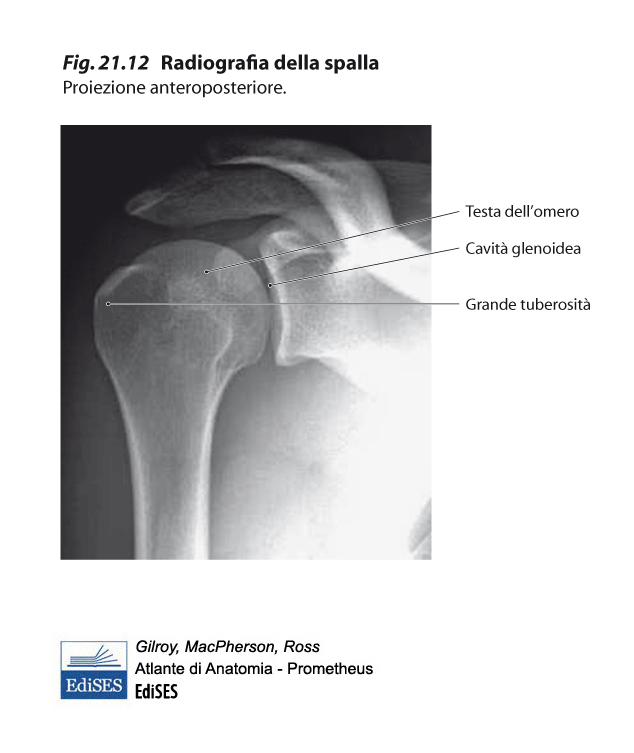 Fig. 21.12 Radiografia della spalla
Proiezione anteroposteriore.
Testa dell'omero
Cavità glenoidea
Grande tuberosità
EdiSES
Gilroy, MacPherson, Ross
Atlante di Anatomia - Prometheus
EdiSES